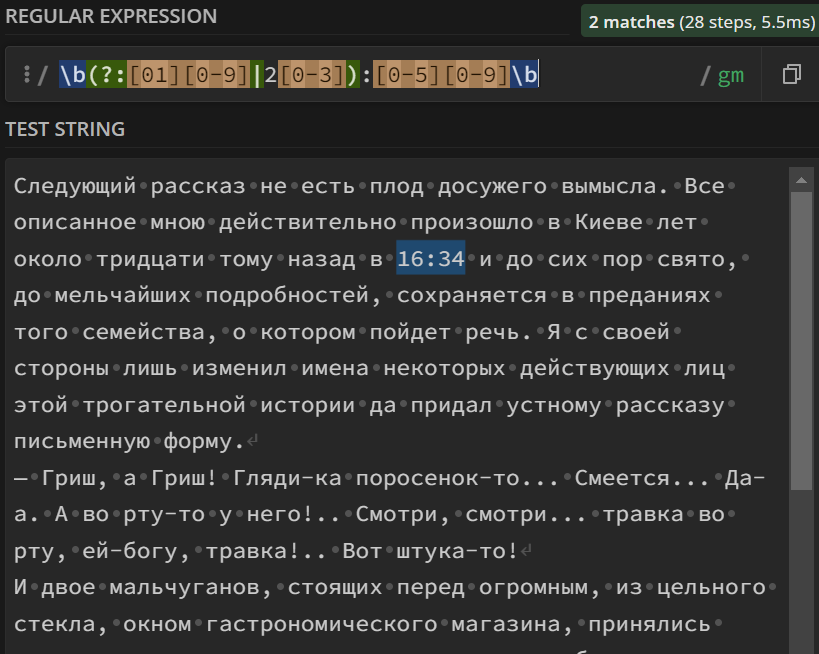 REGULAR EXPRESSION
2 matches (28 steps, 5.5ms)
/ \b(?:[01][0-9]|2[0-3]):[0-5][0-9]\b / gm
TEST STRING
Следующий рассказ не есть плод досужего вымысла. Все
описанное мною действительно произошло в Киеве лет
около тридцати тому назад в 16:34 и до сих пор свято,
до мельчайших подробностей, сохраняется в преданиях
того семейства, о котором пойдет речь. Я с своей
стороны лишь изменил имена некоторых действующих лиц
этой трогательной истории да придал устному рассказу
письменную форму.
— Гриш, а Гриш! Гляди-ка поросенок-то... Смеется... Да-
а. А во рту-то у него!.. Смотри, смотри... травка во
рту, ей-богу, травка!.. Вот штука-то!
И двое мальчуганов, стоящих перед огромным, из цельного
стекла, окном гастрономического магазина, принялись